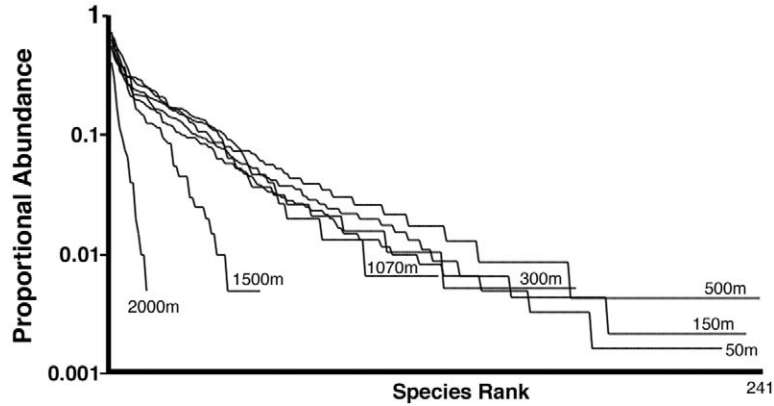 Proportional Abundance
1
0.1
0.01
0.001
2000m
1500m
1070m
300m
500m
150m
50m
Species Rank
241